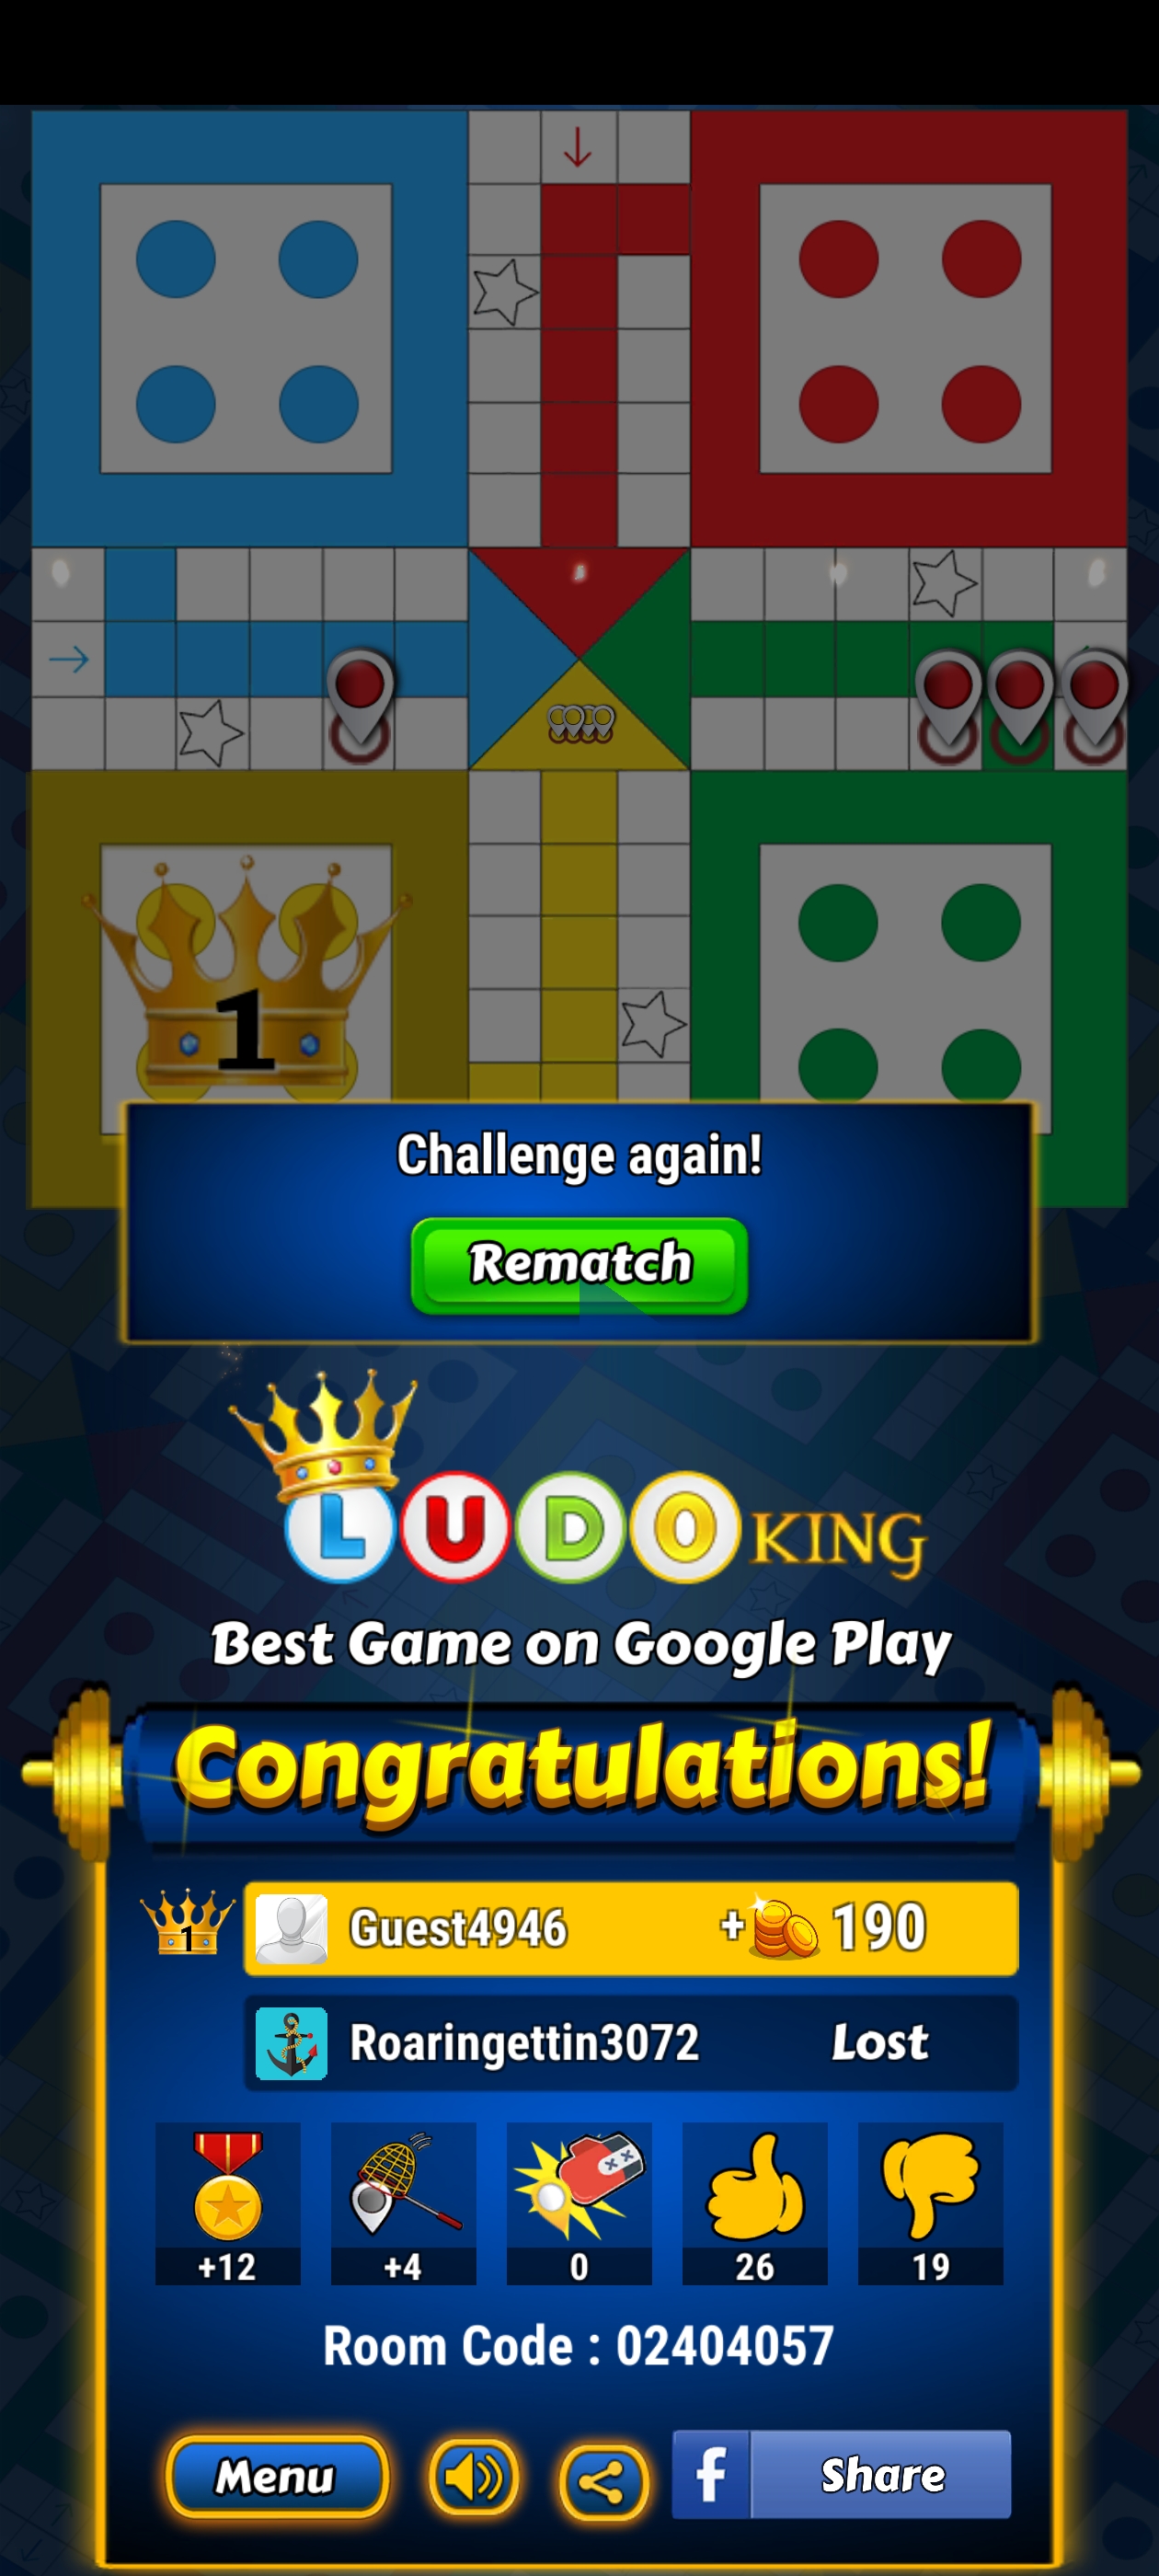 1
Challenge again!
Rematch
LUDO KING
Best Game on Google Play
Congratulations!
1 Guest4946 + 190
Roaringettin3072 Lost
+12 +4 0 26 19
Room Code : 02404057
Menu f Share